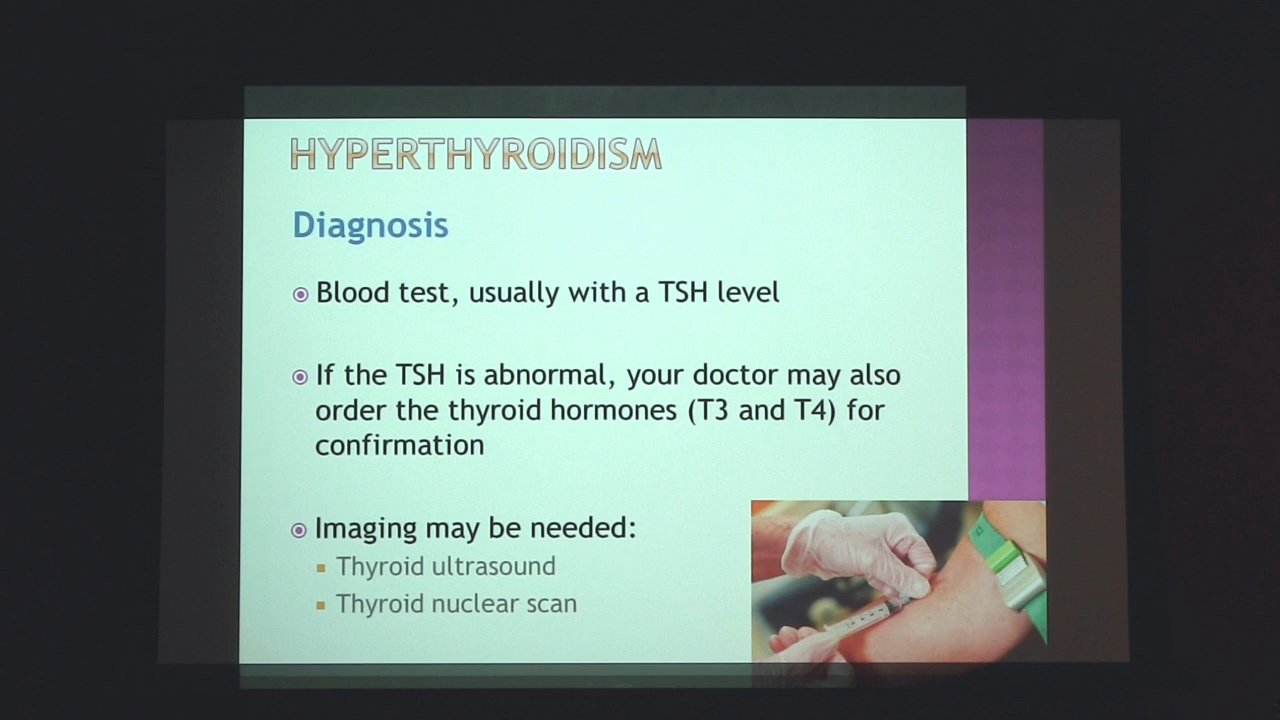 HYPERTHYROIDISM
Diagnosis
Blood test, usually with a TSH level
If the TSH is abnormal, your doctor may also
order the thyroid hormones (T3 and T4) for
confirmation
Imaging may be needed:
Thyroid ultrasound
Thyroid nuclear scan